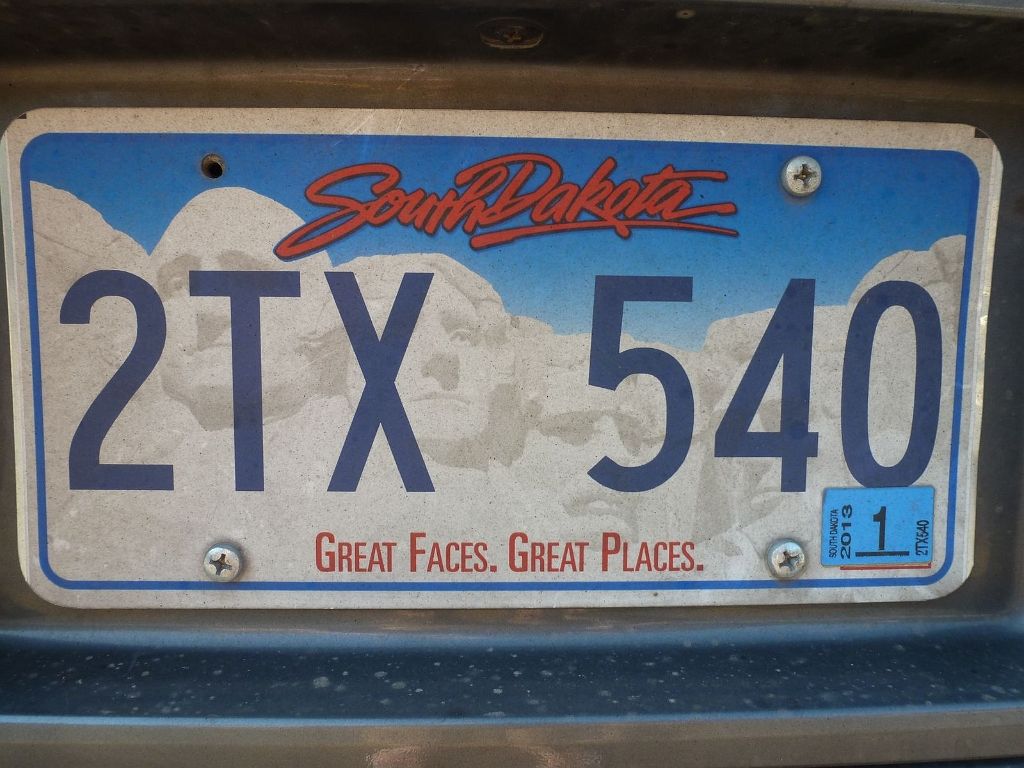 South Dakota
2TX 540
GREAT FACES. GREAT PLACES.
SOUTH DAKOTA
2013
1
2TX540